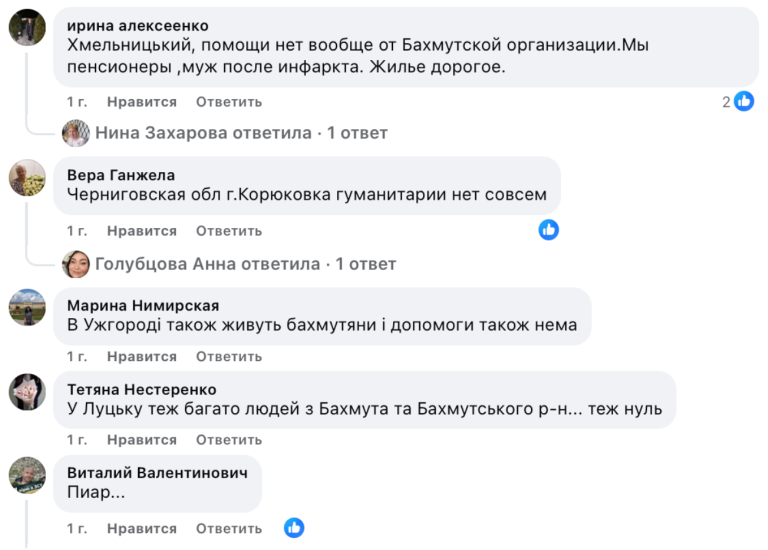 ирина алексеенко
Хмельницький, помощи нет вообще от Бахмутской организации.Мы
пенсионеры ,муж после инфаркта. Жилье дорогое.
1 г. Нравится Ответить 2
Нина Захарова ответила · 1 ответ
Вера Ганжела
Черниговская обл г.Корюковка гуманитарии нет совсем
1 г. Нравится Ответить
Голубцова Анна ответила · 1 ответ
Марина Нимирская
В Ужгороді також живуть бахмутяни і допомоги також нема
1 г. Нравится Ответить
Тетяна Нестеренко
У Луцьку теж багато людей з Бахмута та Бахмутського р-н... теж нуль
1 г. Нравится Ответить
Виталий Валентинович
Пиар...
1 г. Нравится Ответить